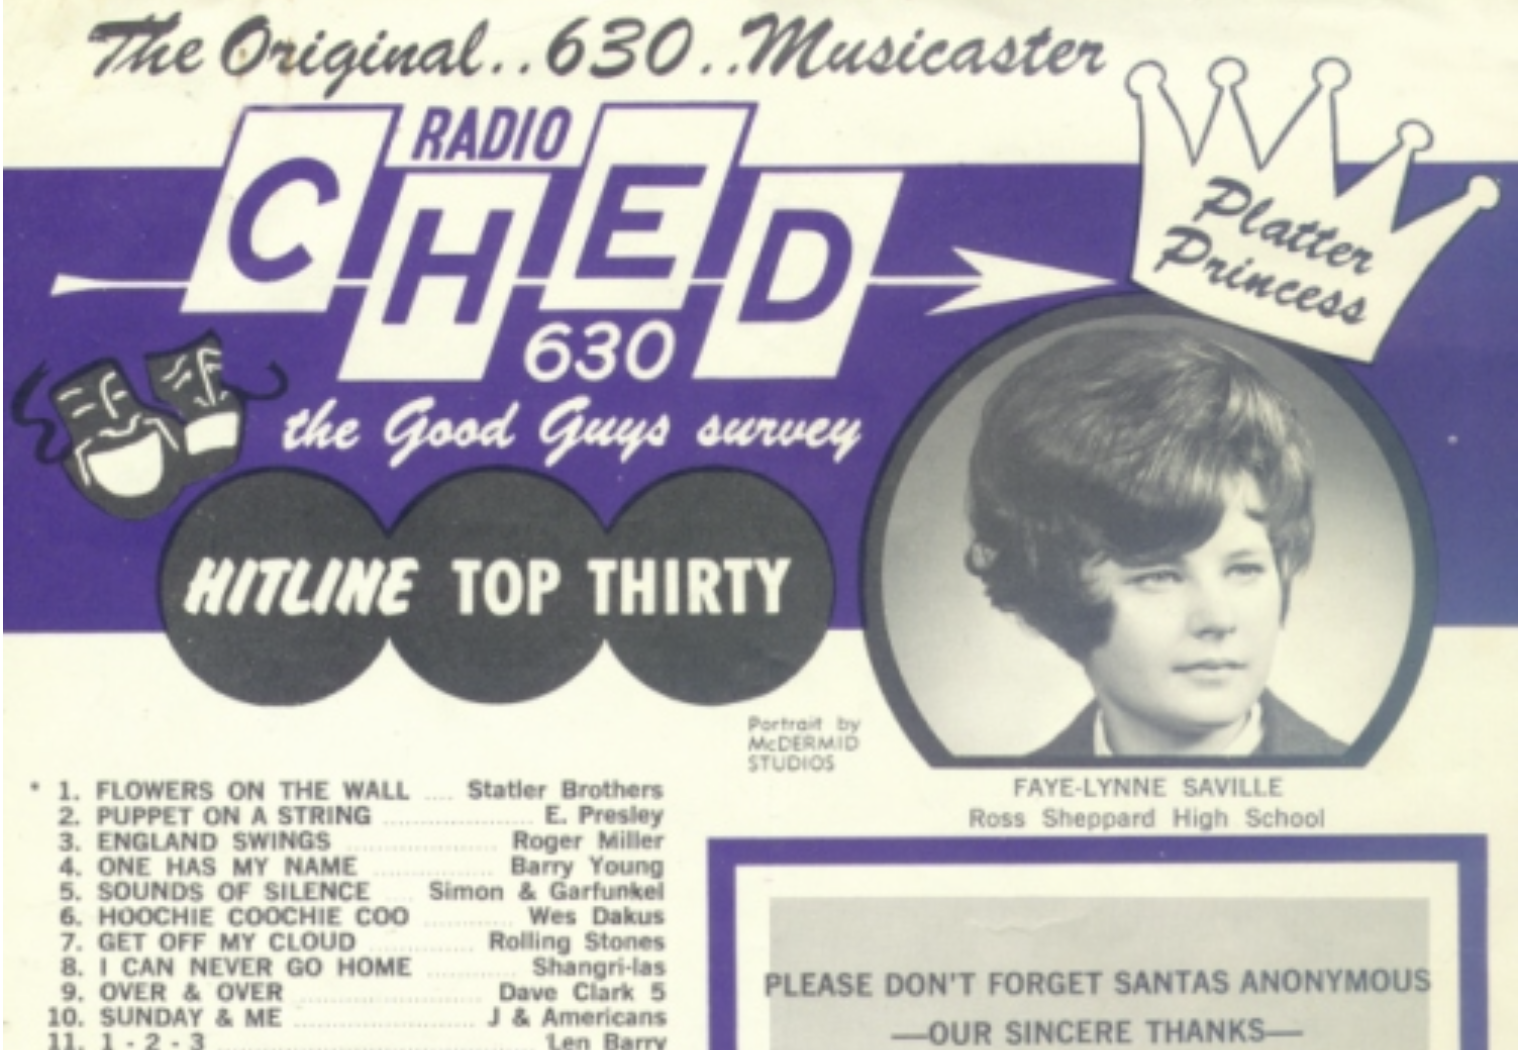 The Original..630..Musicaster
RADIO
CHED
630
the Good Guys survey
Platter
Princess
HITLINE TOP THIRTY
Portrait by
McDERMID
STUDIOS
FAYE-LYNNE SAVILLE
Ross Sheppard High School
* 1. FLOWERS ON THE WALL .... Statler Brothers
2. PUPPET ON A STRING .................... E. Presley
3. ENGLAND SWINGS .................... Roger Miller
4. ONE HAS MY NAME ................ Barry Young
5. SOUNDS OF SILENCE ... Simon & Garfunkel
6. HOOCHIE COOCHIE COO ............ Wes Dakus
7. GET OFF MY CLOUD .............. Rolling Stones
8. I CAN NEVER GO HOME ............ Shangri-las
9. OVER & OVER .......................... Dave Clark 5
10. SUNDAY & ME ........................ J & Americans
11. 1 - 2 - 3 .......................................... Len Barry
PLEASE DON'T FORGET SANTAS ANONYMOUS
—OUR SINCERE THANKS—